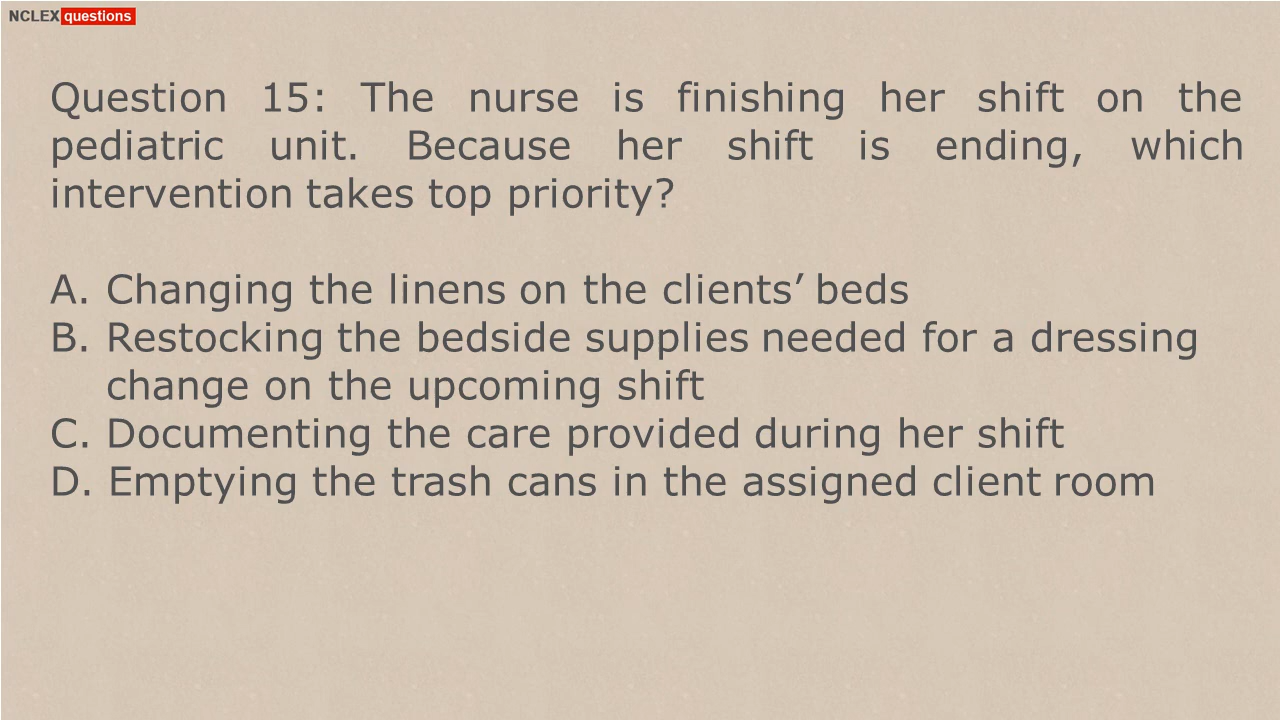 NCLEX questions
Question 15: The nurse is finishing her shift on the
pediatric unit. Because her shift is ending, which
intervention takes top priority?
A. Changing the linens on the clients’ beds
B. Restocking the bedside supplies needed for a dressing
change on the upcoming shift
C. Documenting the care provided during her shift
D. Emptying the trash cans in the assigned client room